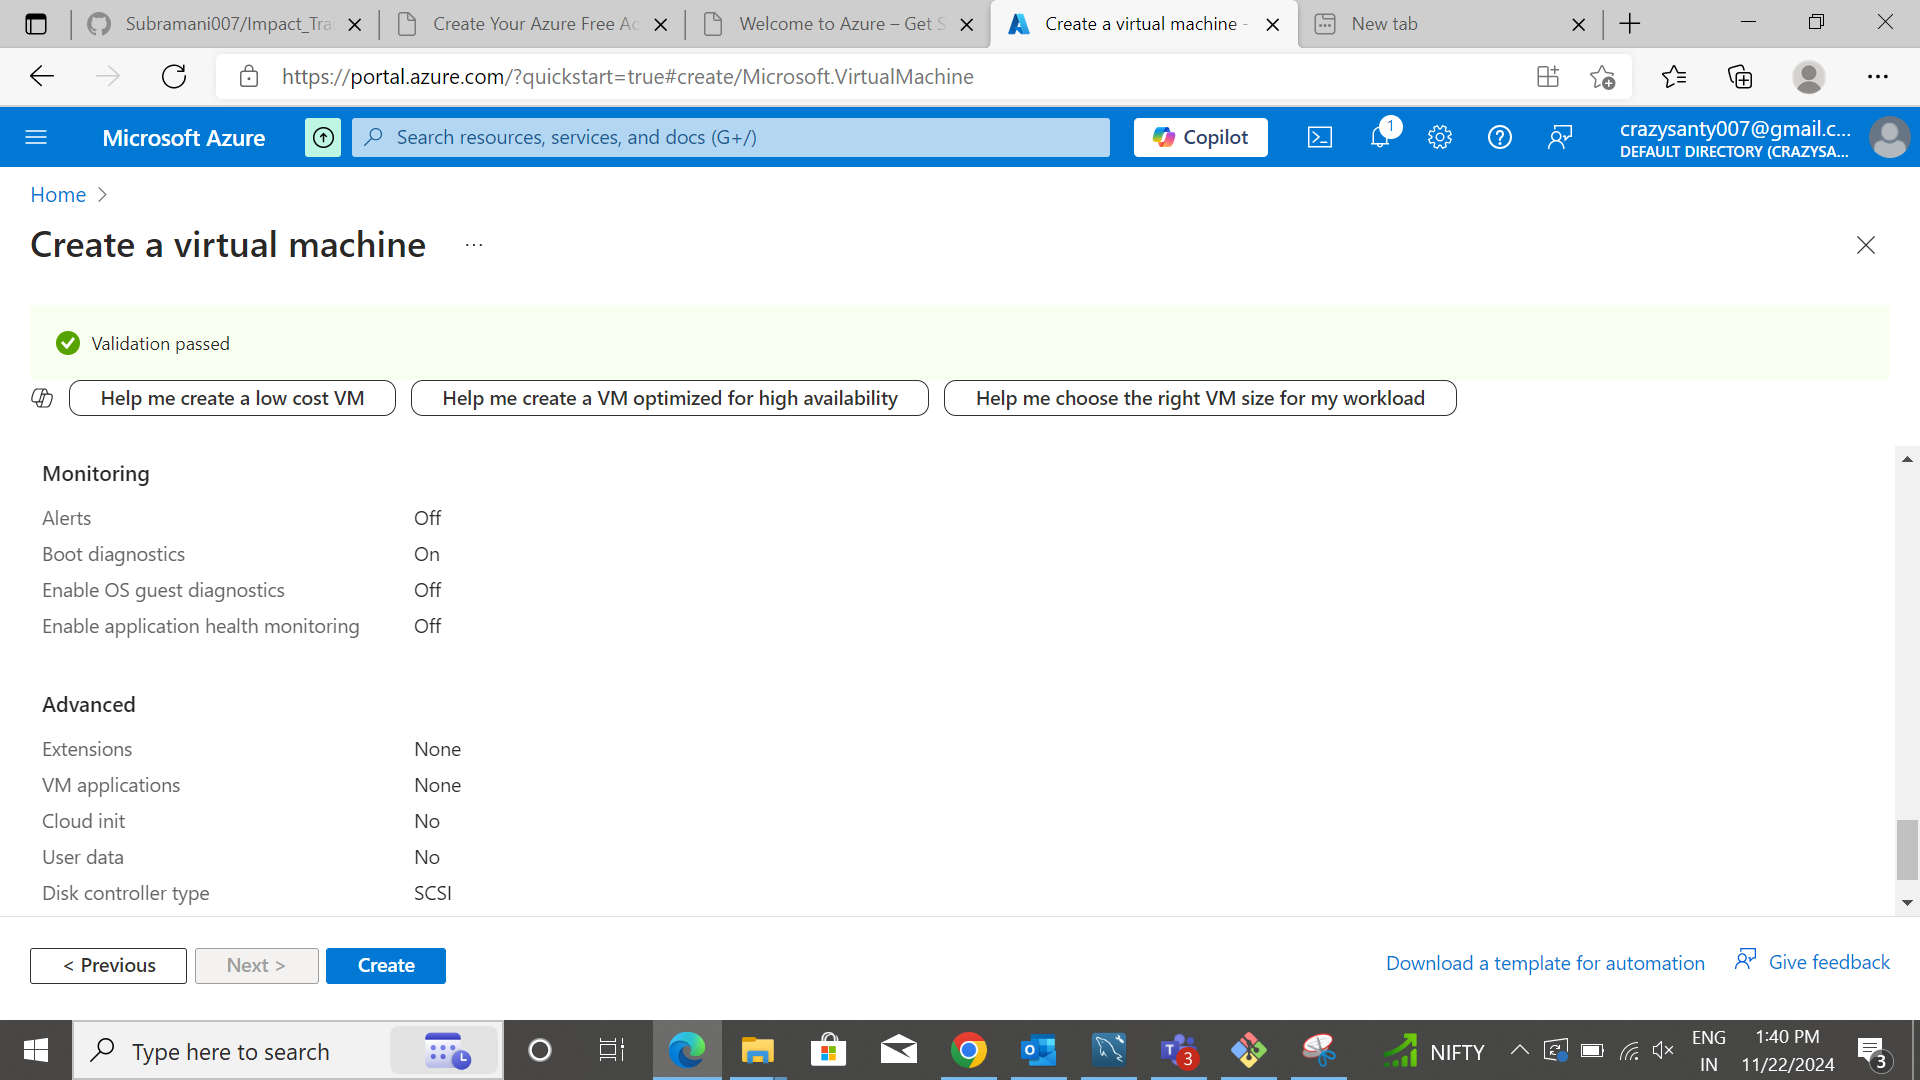 Subramani007/Impact_Tra
Create Your Azure Free Ac
Welcome to Azure – Get S
Create a virtual machine -
New tab
https://portal.azure.com/?quickstart=true#create/Microsoft.VirtualMachine
Microsoft Azure
Search resources, services, and docs (G+/)
Copilot
1
crazysanty007@gmail.c...
DEFAULT DIRECTORY (CRAZYSA...
Home >
Create a virtual machine ...
Validation passed
Help me create a low cost VM
Help me create a VM optimized for high availability
Help me choose the right VM size for my workload
Monitoring
Alerts Off
Boot diagnostics On
Enable OS guest diagnostics Off
Enable application health monitoring Off
Advanced
Extensions None
VM applications None
Cloud init No
User data No
Disk controller type SCSI
< Previous
Next >
Create
Download a template for automation
Give feedback
Type here to search
3
NIFTY
ENG
IN
1:40 PM
11/22/2024
3